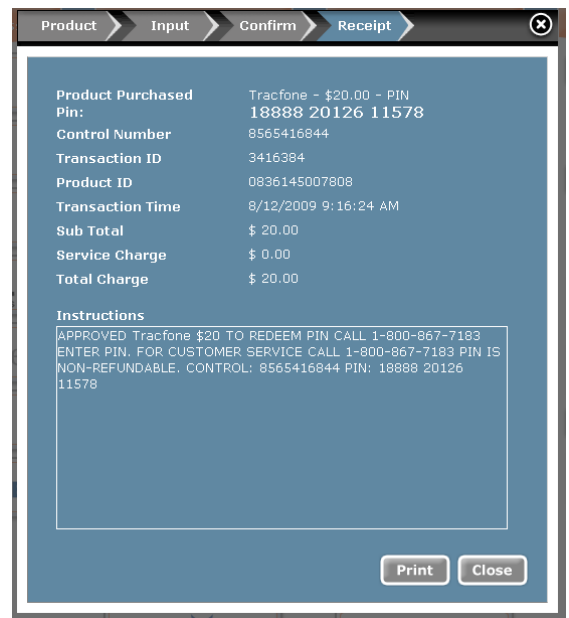 Product Input Confirm Receipt
Product Purchased Tracfone - $20.00 - PIN
Pin: 18888 20126 11578
Control Number 8565416844
Transaction ID 3416384
Product ID 0836145007808
Transaction Time 8/12/2009 9:16:24 AM
Sub Total $ 20.00
Service Charge $ 0.00
Total Charge $ 20.00
Instructions
APPROVED Tracfone $20 TO REDEEM PIN CALL 1-800-867-7183
ENTER PIN. FOR CUSTOMER SERVICE CALL 1-800-867-7183 PIN IS
NON-REFUNDABLE. CONTROL: 8565416844 PIN: 18888 20126
11578
Print Close